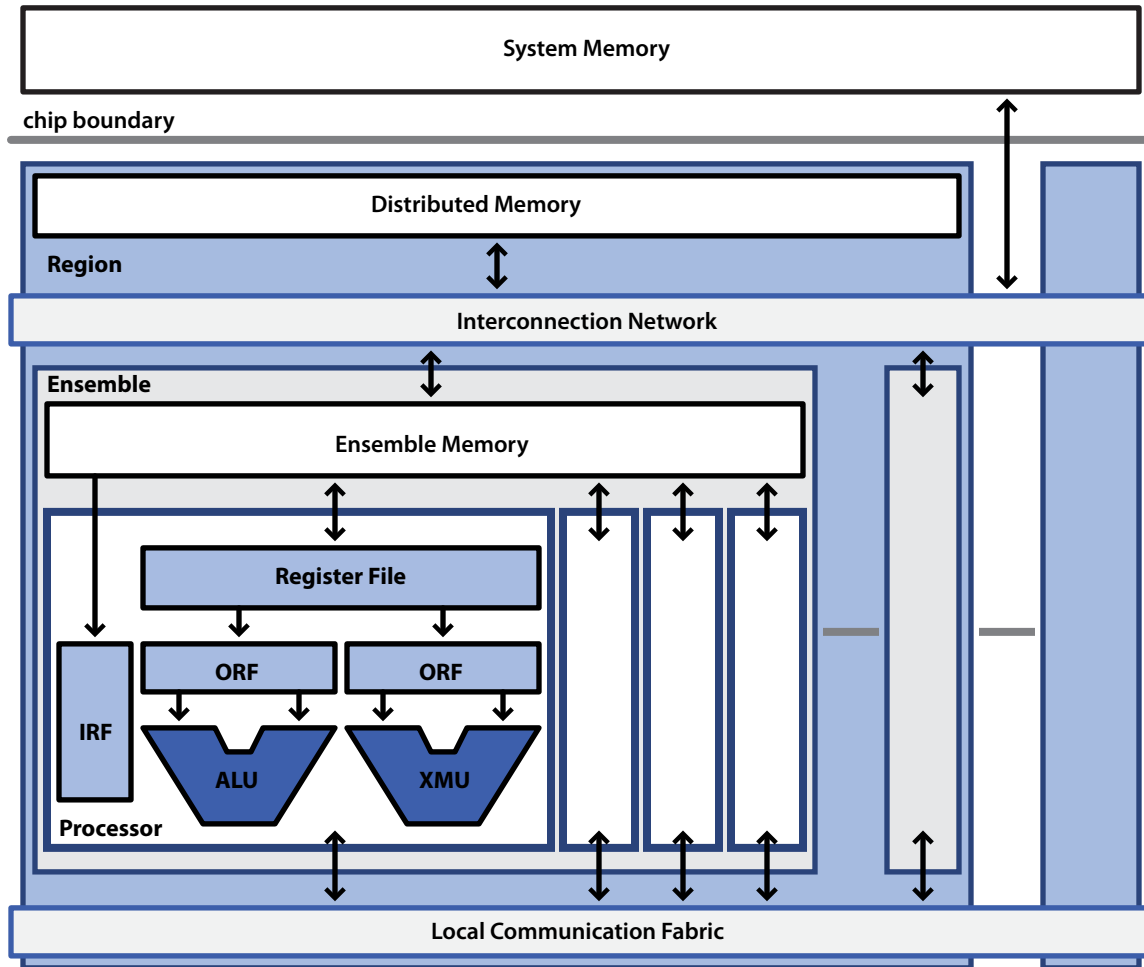 System Memory
chip boundary
Distributed Memory
Region
Interconnection Network
Ensemble
Ensemble Memory
Register File
ORF
ORF
IRF
ALU
XMU
Processor
Local Communication Fabric